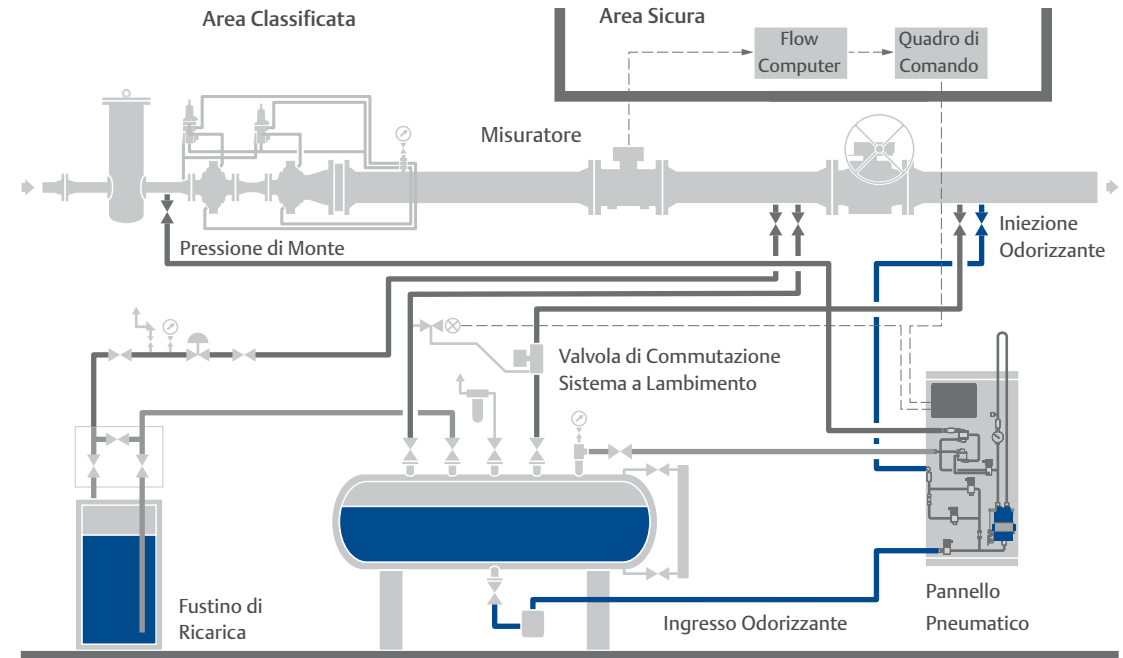 Area Classificata
Area Sicura
Flow
Computer
Quadro di
Comando
Misuratore
Pressione di Monte
Iniezione
Odorizzante
Valvola di Commutazione
Sistema a Lambimento
Fustino di
Ricarica
Ingresso Odorizzante
Pannello
Pneumatico